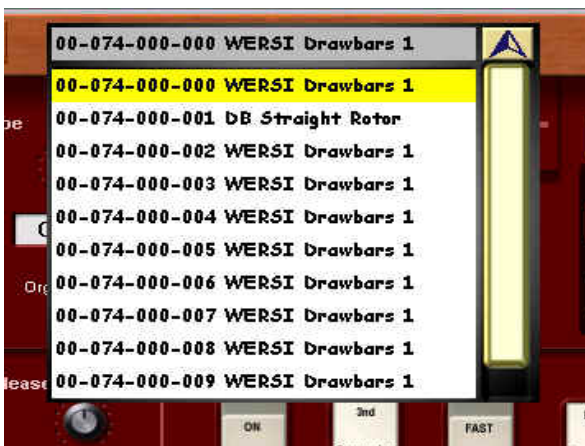 00-074-000-000 WERSI Drawbars 1
00-074-000-000 WERSI Drawbars 1
00-074-000-001 DB Straight Rotor
00-074-000-002 WERSI Drawbars 1
00-074-000-003 WERSI Drawbars 1
00-074-000-004 WERSI Drawbars 1
00-074-000-005 WERSI Drawbars 1
00-074-000-006 WERSI Drawbars 1
00-074-000-007 WERSI Drawbars 1
00-074-000-008 WERSI Drawbars 1
00-074-000-009 WERSI Drawbars 1
ON
2nd
FAST